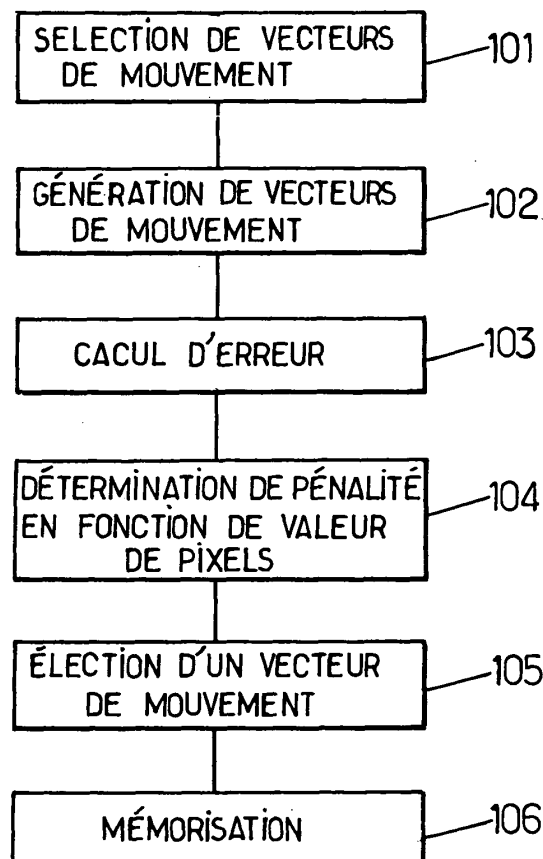 SELECTION DE VECTEURS
DE MOUVEMENT
101
GÉNÉRATION DE VECTEURS
DE MOUVEMENT
102
CACUL D'ERREUR
103
DÉTERMINATION DE PÉNALITÉ
EN FONCTION DE VALEUR
DE PIXELS
104
ÉLECTION D'UN VECTEUR
DE MOUVEMENT
105
MÉMORISATION
106